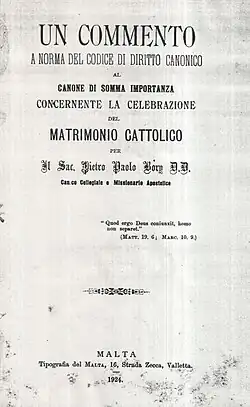 UN COMMENTO
A NORMA DEL CODICE DI DIRITTO CANONICO
AL
CANONE DI SOMMA IMPORTANZA
CONCERNENTE LA CELEBRAZIONE
DEL
MATRIMONIO CATTOLICO
PER
Il Sac. Pietro Paolo Bòrġ D.D.
Can.co Collegiale e Missionario Apostolico
“ Quod ergo Deus coniunxit, homo
non separet.”
(MATT. 19. 6; MARC. 10. 9.)
MALTA
Tipografia del MALTA, 16, Strada Zecca, Valletta.
1924.